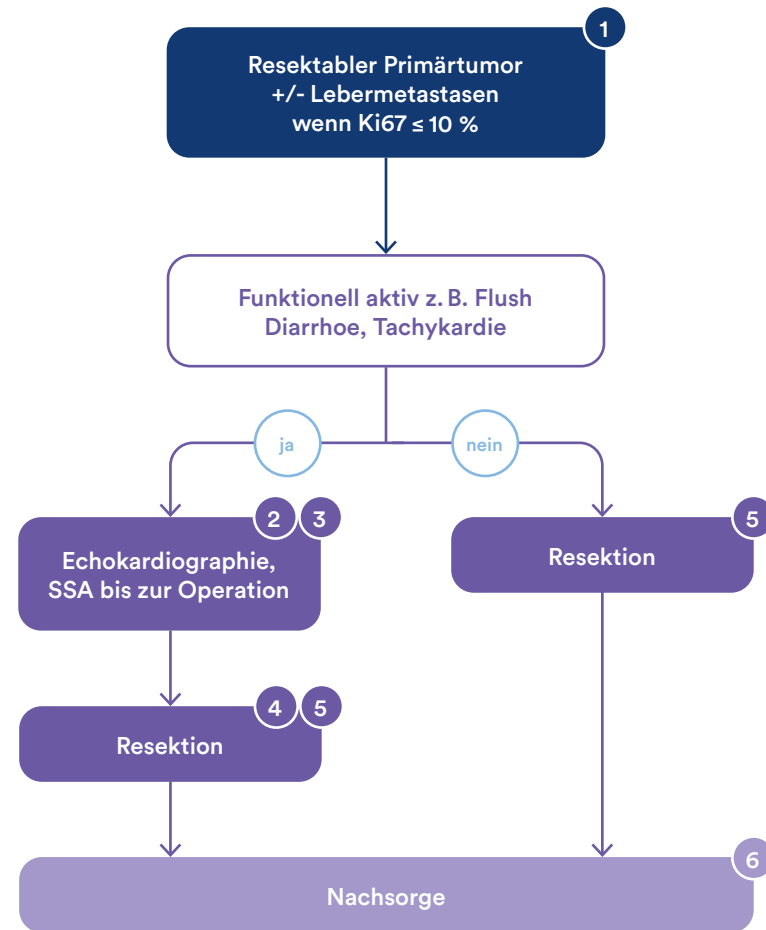 1
Resektabler Primärtumor
+/- Lebermetastasen
wenn Ki67 ≤ 10 %
Funktionell aktiv z. B. Flush
Diarrhoe, Tachykardie
ja
nein
2 3
Echokardiographie,
SSA bis zur Operation
5
Resektion
4 5
Resektion
6
Nachsorge